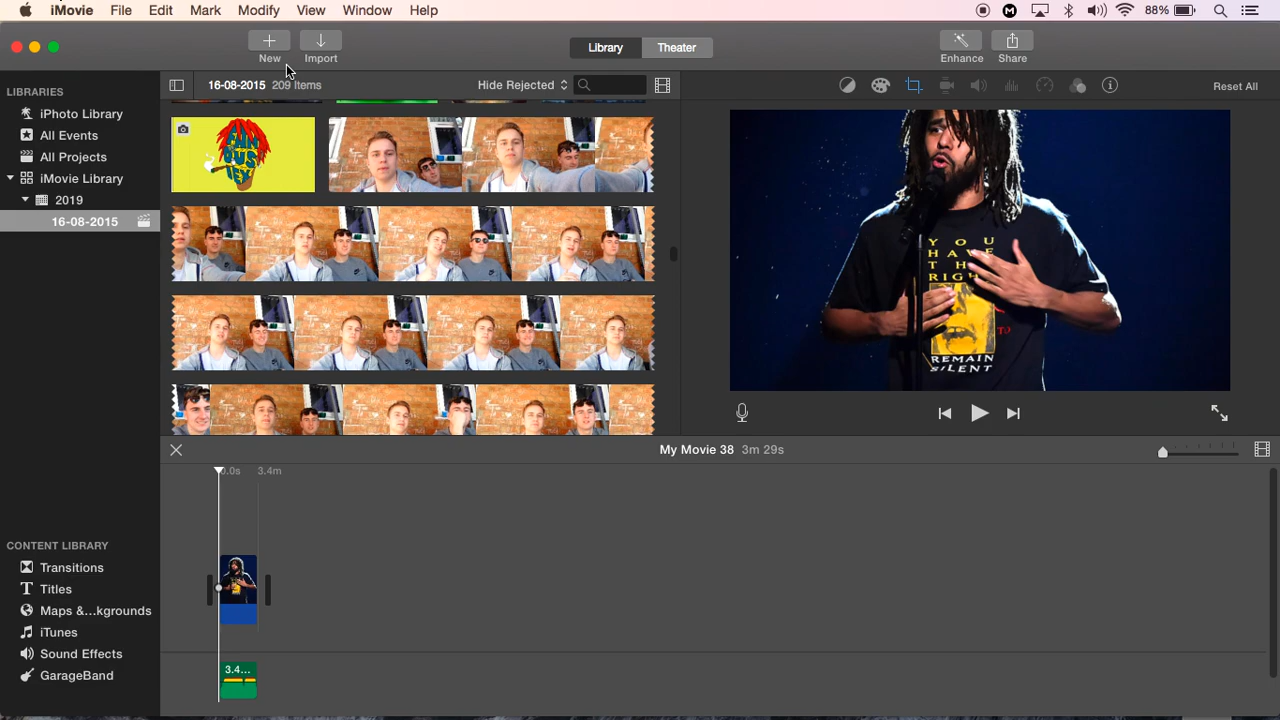 iMovie File Edit Mark Modify View Window Help
88%
New Import
Library Theater
Enhance Share
LIBRARIES
iPhoto Library
All Events
All Projects
iMovie Library
2019
16-08-2015
16-08-2015 209 Items
Hide Rejected
Reset All
YOU
HAVE
REMAIN
SILENT
My Movie 38 3m 29s
0.0s 3.4m
3.4...
CONTENT LIBRARY
Transitions
Titles
Maps &...kgrounds
iTunes
Sound Effects
GarageBand